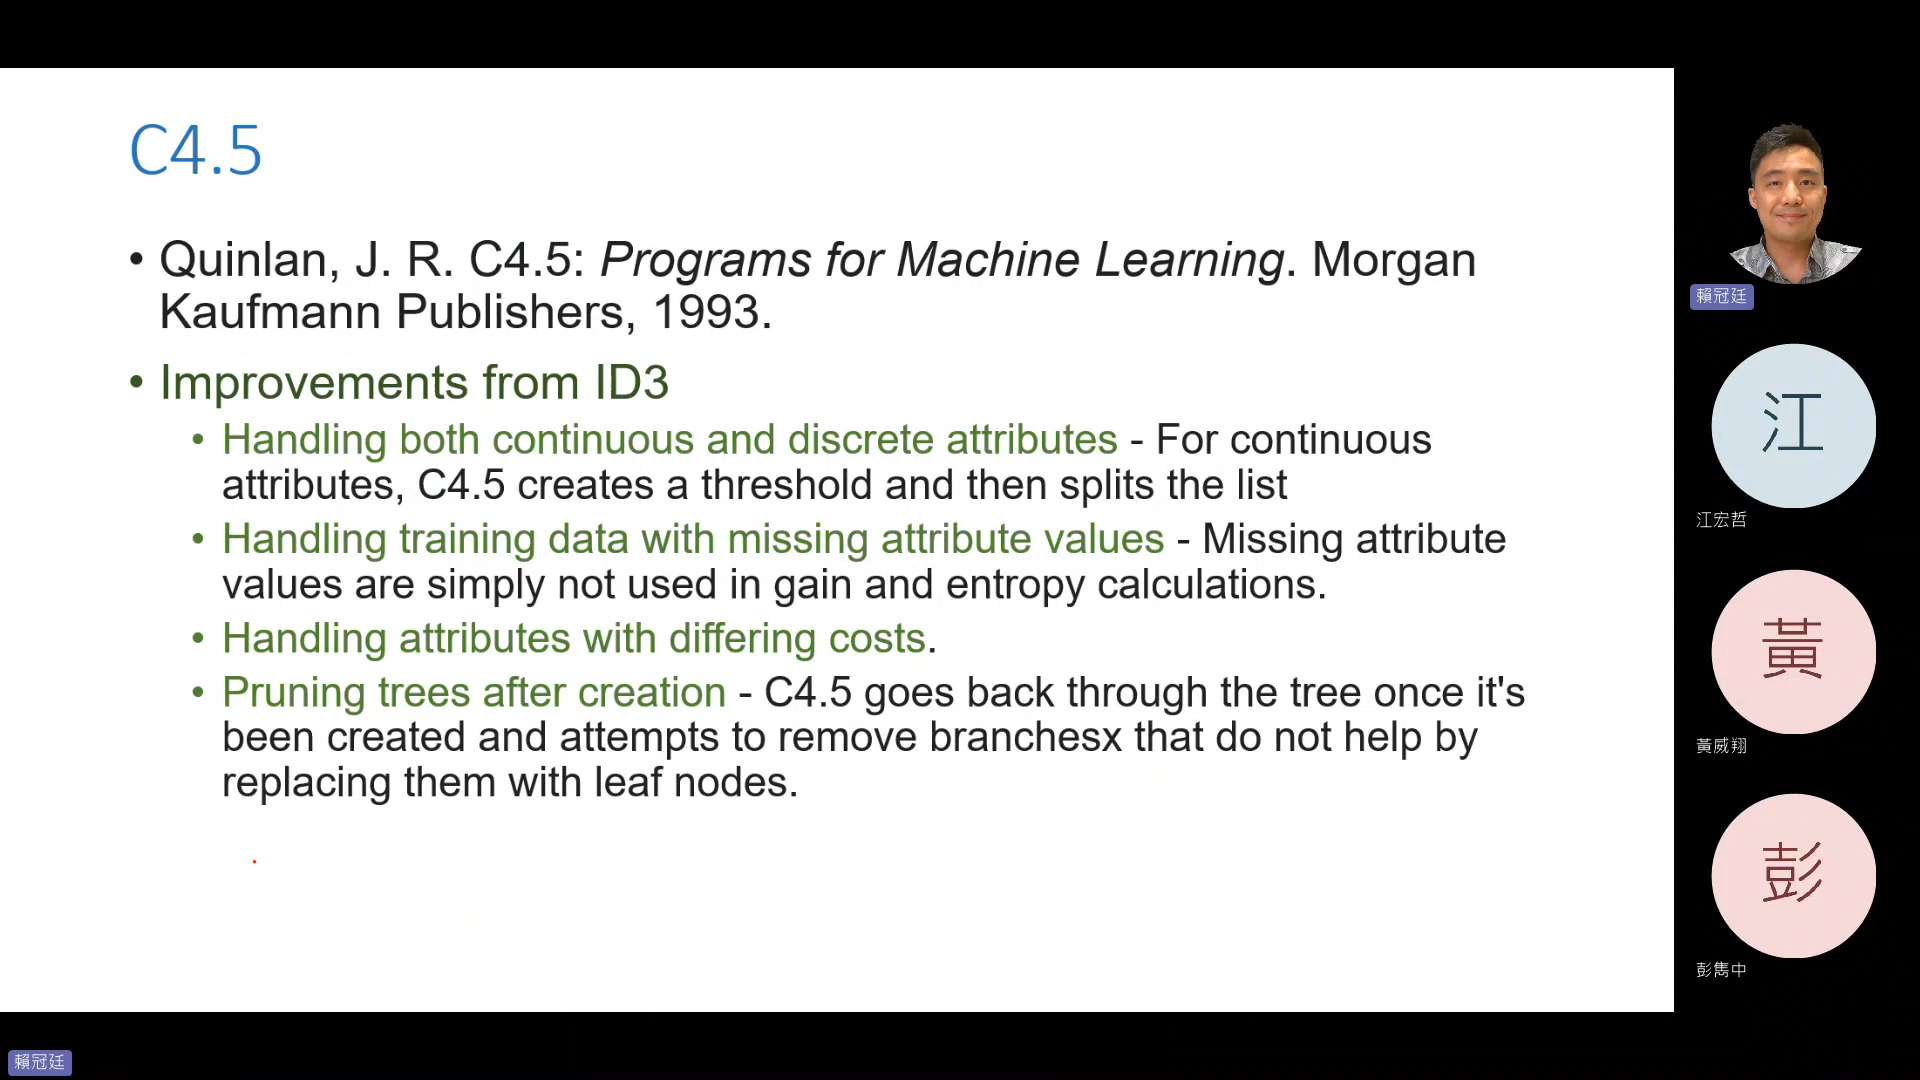 C4.5
• Quinlan, J. R. C4.5: Programs for Machine Learning. Morgan
Kaufmann Publishers, 1993.
• Improvements from ID3
• Handling both continuous and discrete attributes - For continuous
attributes, C4.5 creates a threshold and then splits the list
• Handling training data with missing attribute values - Missing attribute
values are simply not used in gain and entropy calculations.
• Handling attributes with differing costs.
• Pruning trees after creation - C4.5 goes back through the tree once it's
been created and attempts to remove branchesx that do not help by
replacing them with leaf nodes.
賴冠廷
江
江宏哲
黃
黃威翔
彭
彭雋中
賴冠廷